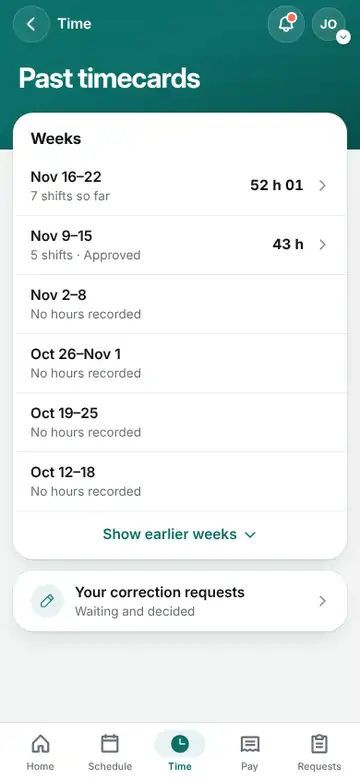 Time
JO
Past timecards
Weeks
Nov 16–22
52 h 01
7 shifts so far
Nov 9–15
43 h
5 shifts · Approved
Nov 2–8
No hours recorded
Oct 26–Nov 1
No hours recorded
Oct 19–25
No hours recorded
Oct 12–18
No hours recorded
Show earlier weeks
Your correction requests
Waiting and decided
Home
Schedule
Time
Pay
Requests